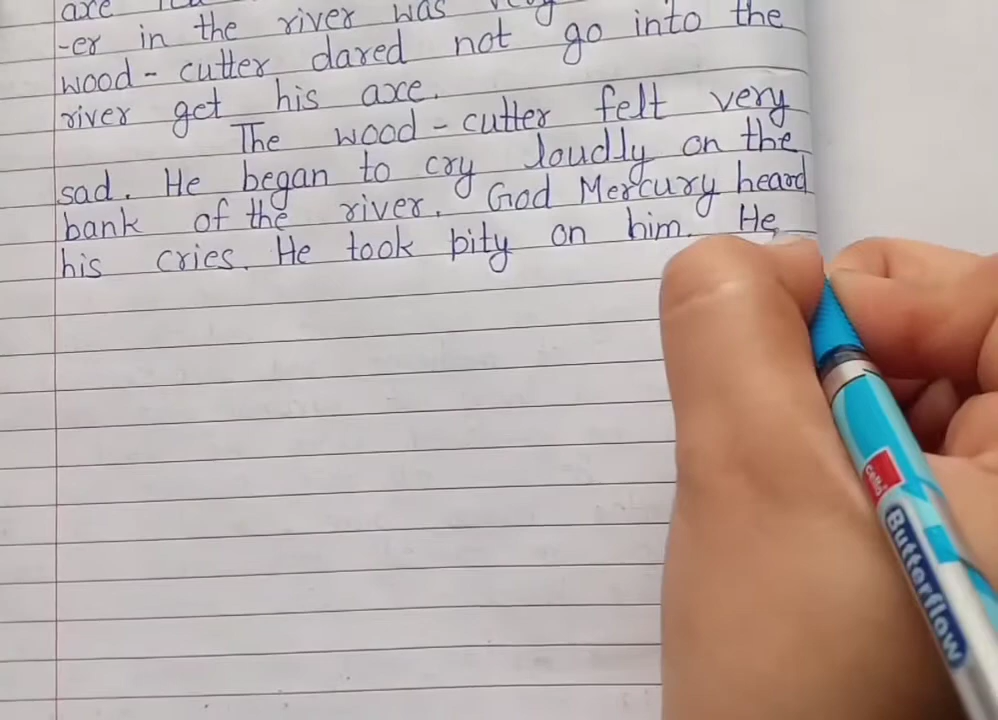 axe
-er in the river was
wood-cutter dared not go into the
river get his axe.
The wood-cutter felt very
sad. He began to cry loudly on the
bank of the river. God Mercury heard
his cries. He took pity on him. He
cello
Butterflow